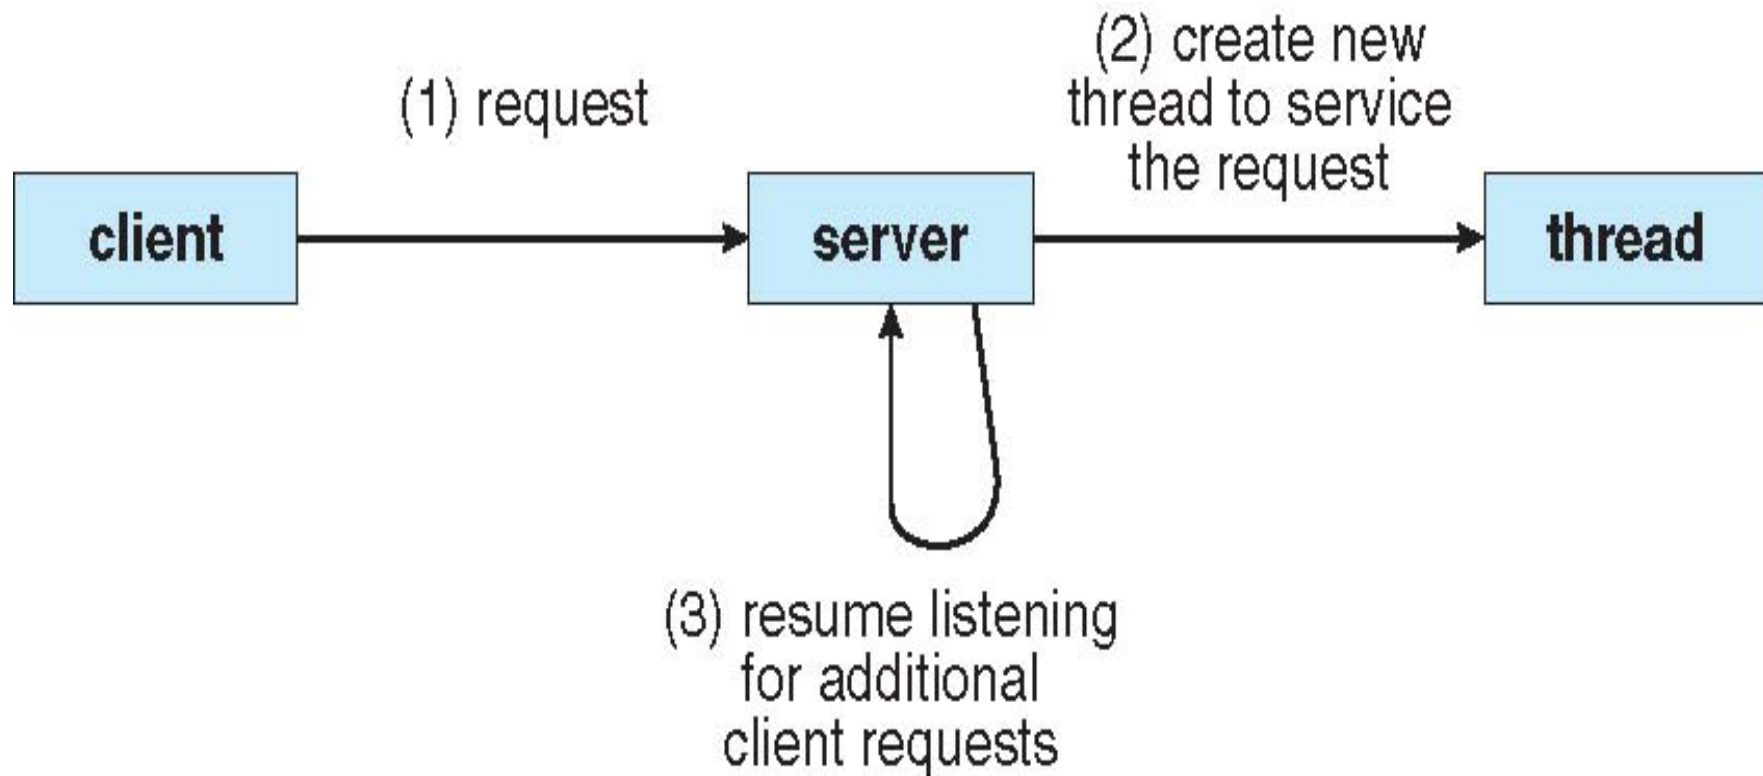 (1) request
(2) create new
thread to service
the request
client
server
thread
(3) resume listening
for additional
client requests